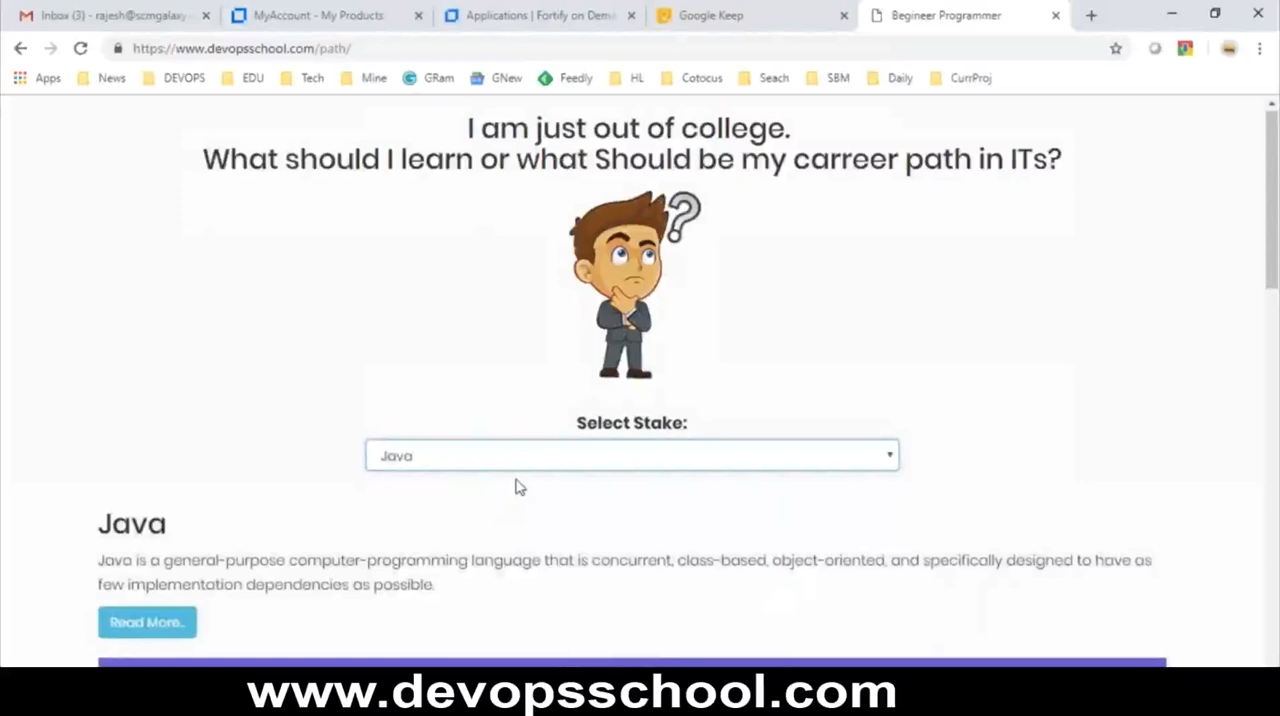 Inbox (3) - rajesh@scmgalaxy
MyAccount - My Products
Applications | Fortify on Dem
Google Keep
Begineer Programmer
https://www.devopsschool.com/path/
Apps
News
DEVOPS
EDU
Tech
Mine
GRam
GNew
Feedly
HL
Cotocus
Seach
SBM
Daily
CurrProj
I am just out of college.
What should I learn or what Should be my carreer path in ITs?
Select Stake:
Java
Java
Java is a general-purpose computer-programming language that is concurrent, class-based, object-oriented, and specifically designed to have as
few implementation dependencies as possible.
Read More..
www.devopsschool.com